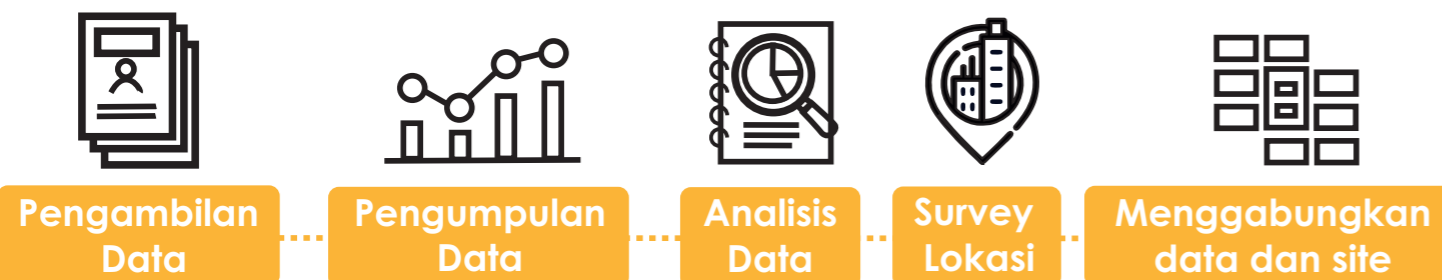 Pengambilan
Data
Pengumpulan
Data
Analisis
Data
Survey
Lokasi
Menggabungkan
data dan site